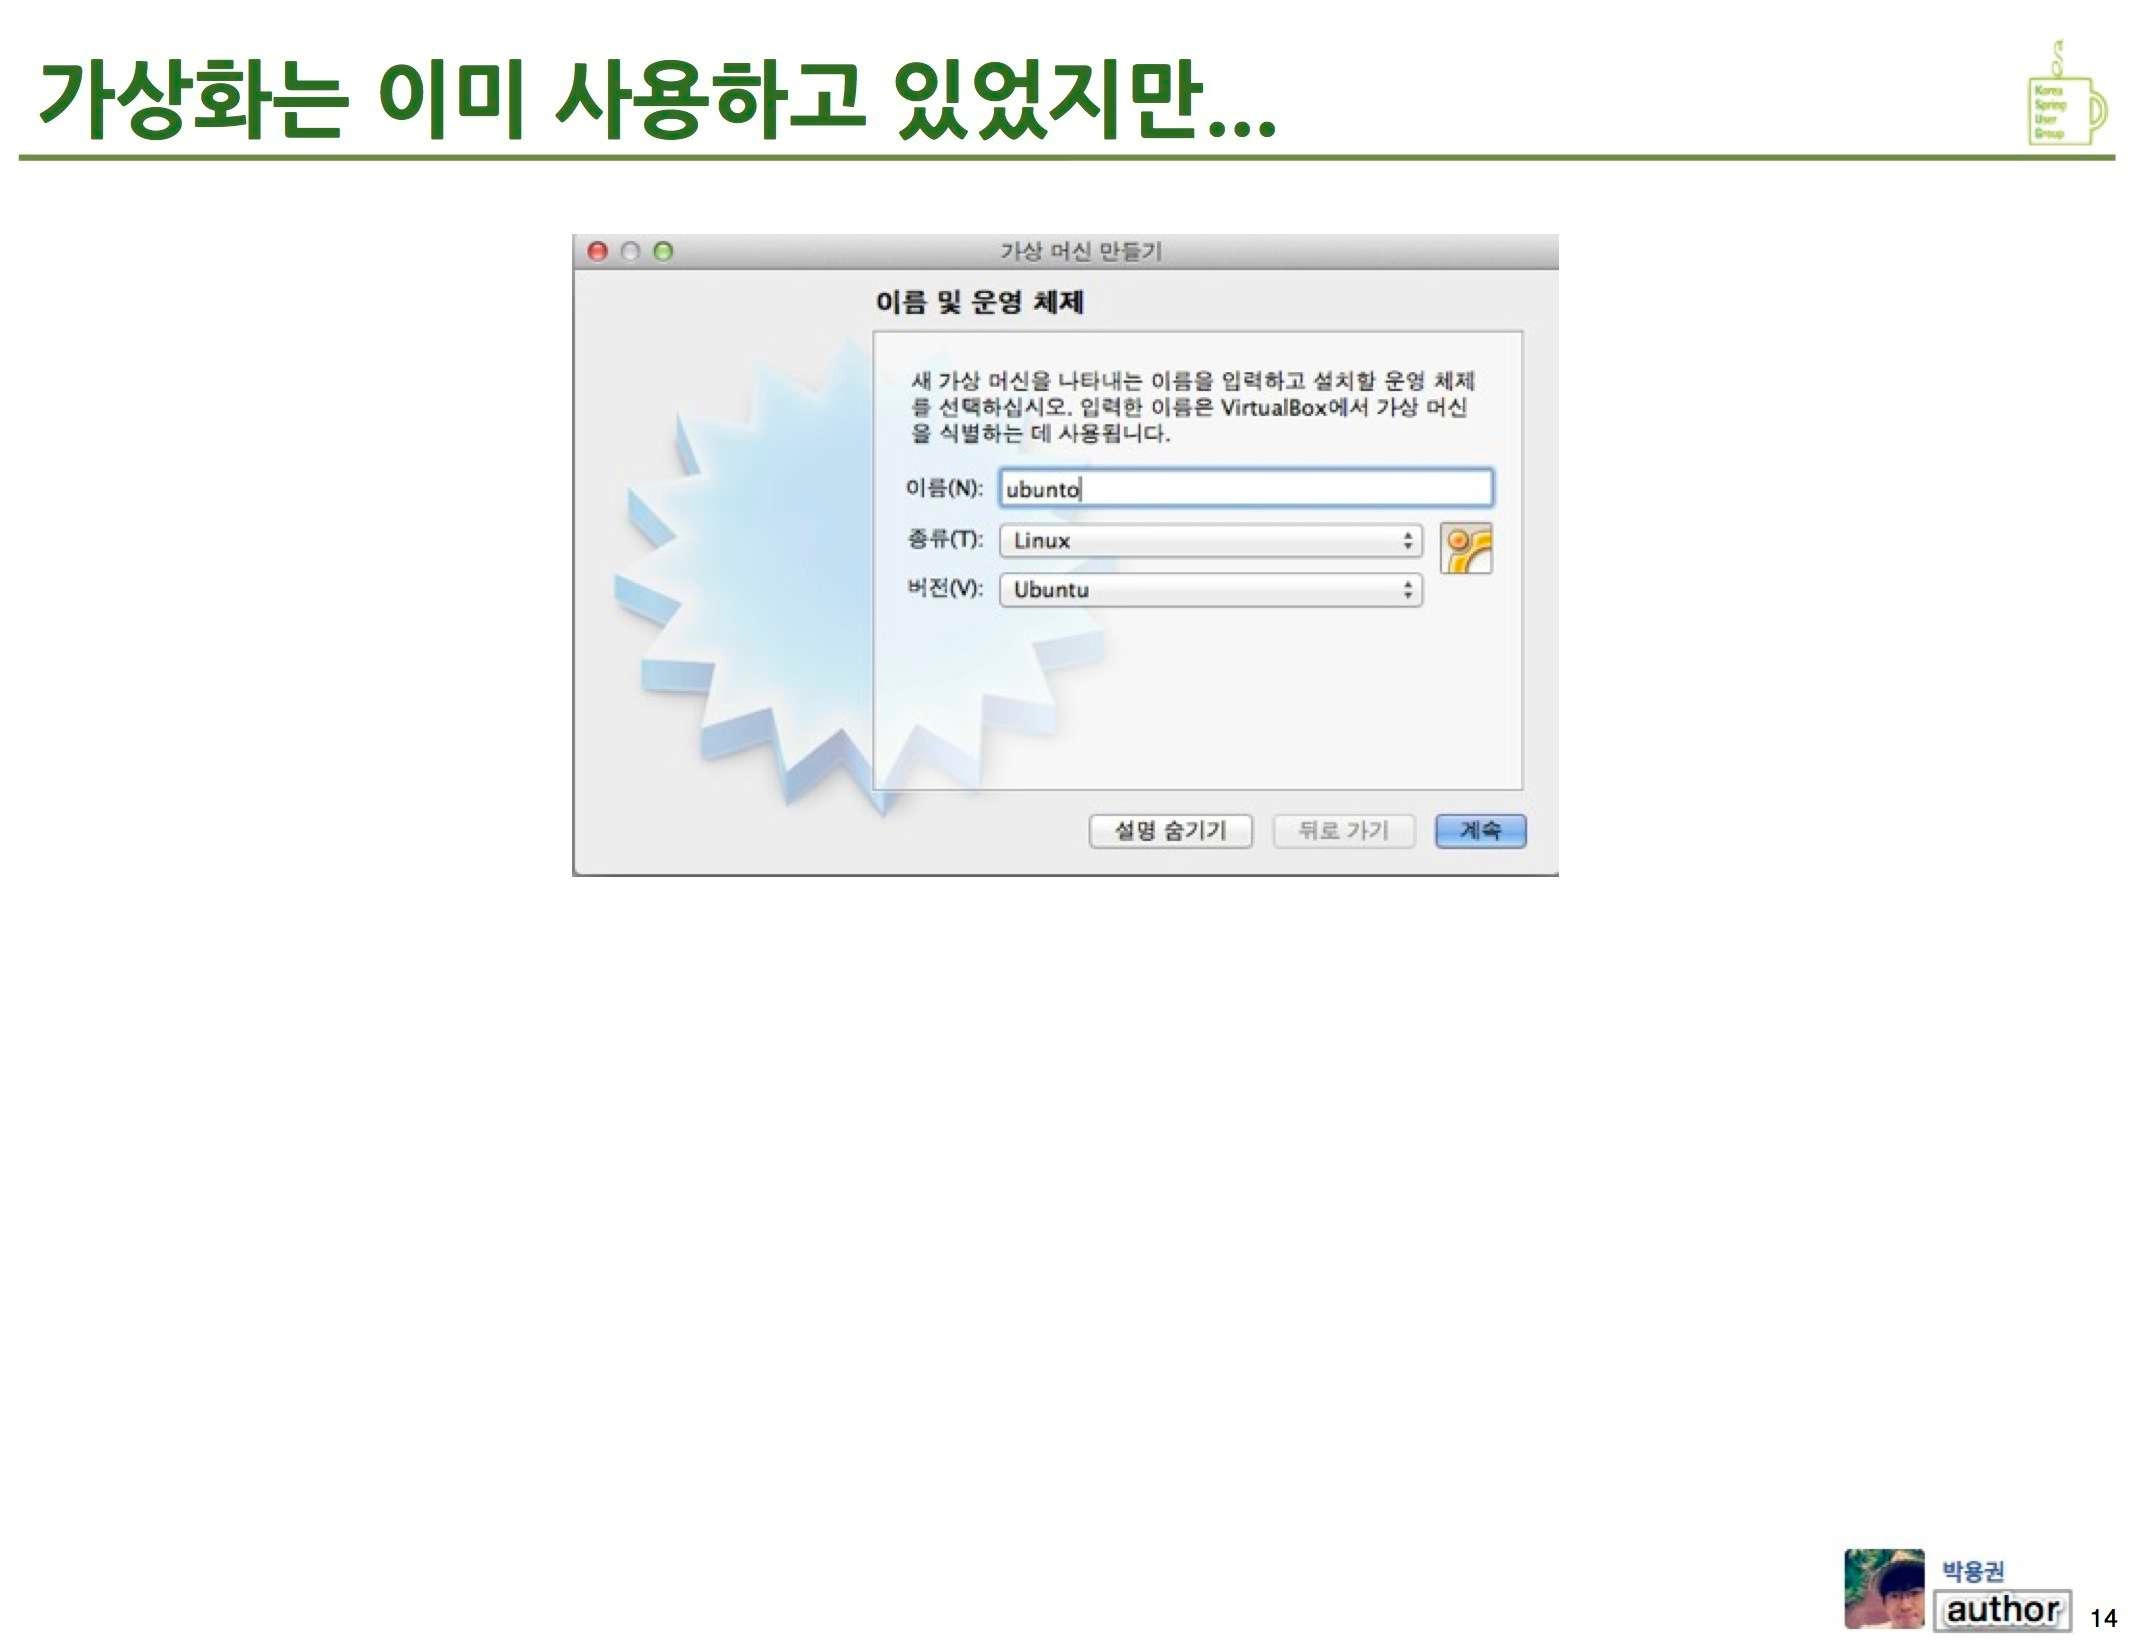 가상화는 이미 사용하고 있었지만...
Korea
Spring
User
Group
가상 머신 만들기
이름 및 운영 체제
새 가상 머신을 나타내는 이름을 입력하고 설치할 운영 체제
를 선택하십시오. 입력한 이름은 VirtualBox에서 가상 머신
을 식별하는 데 사용됩니다.
이름(N): ubunto
종류(T): Linux
버전(V): Ubuntu
설명 숨기기 뒤로 가기 계속
박용권
author
14